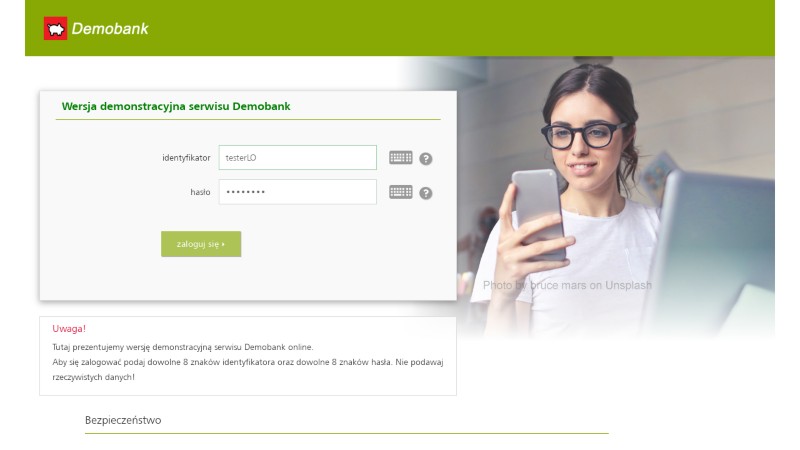 Demobank
Wersja demonstracyjna serwisu Demobank
identyfikator
testerLO
?
hasło
••••••••
?
zaloguj się
Photo by bruce mars on Unsplash
Uwaga!
Tutaj prezentujemy wersję demonstracyjną serwisu Demobank online.
Aby się zalogować podaj dowolne 8 znaków identyfikatora oraz dowolne 8 znaków hasła. Nie podawaj
rzeczywistych danych!
Bezpieczeństwo